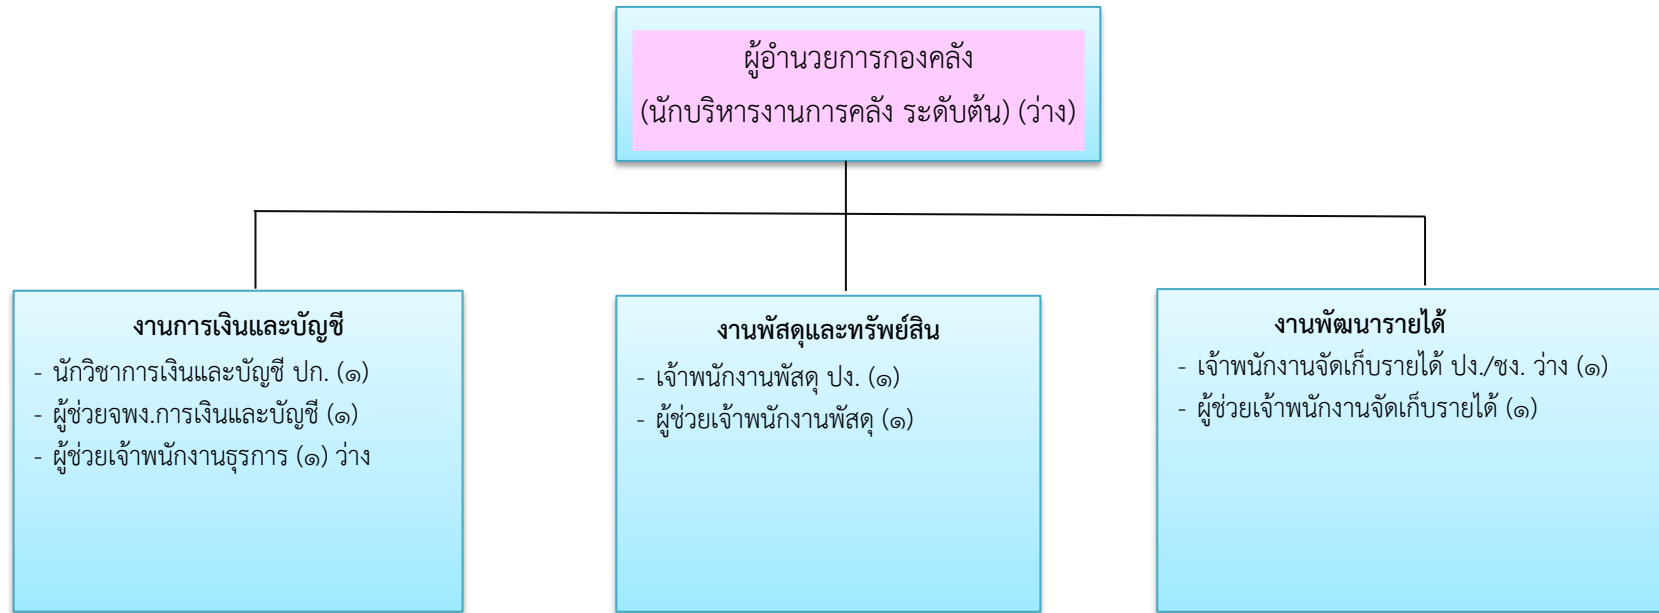 ผู้อำนวยการกองคลัง
(นักบริหารงานการคลัง ระดับต้น) (ว่าง)
งานการเงินและบัญชี
- นักวิชาการเงินและบัญชี ปก. (๑)
- ผู้ช่วยจพง.การเงินและบัญชี (๑)
- ผู้ช่วยเจ้าพนักงานธุรการ (๑) ว่าง
งานพัสดุและทรัพย์สิน
- เจ้าพนักงานพัสดุ ปง. (๑)
- ผู้ช่วยเจ้าพนักงานพัสดุ (๑)
งานพัฒนารายได้
- เจ้าพนักงานจัดเก็บรายได้ ปง./ชง. ว่าง (๑)
- ผู้ช่วยเจ้าพนักงานจัดเก็บรายได้ (๑)